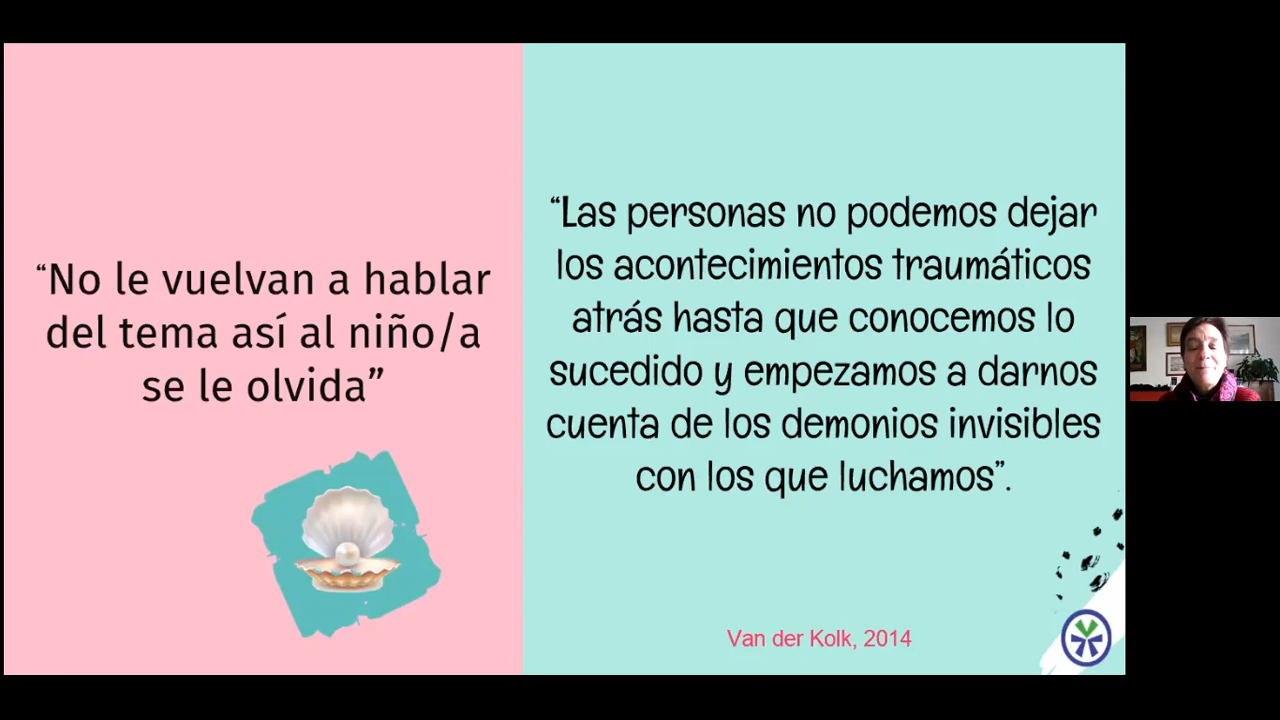 “No le vuelvan a hablar
del tema así al niño/a
se le olvida”
“Las personas no podemos dejar
los acontecimientos traumáticos
atrás hasta que conocemos lo
sucedido y empezamos a darnos
cuenta de los demonios invisibles
con los que luchamos”.
Van der Kolk, 2014